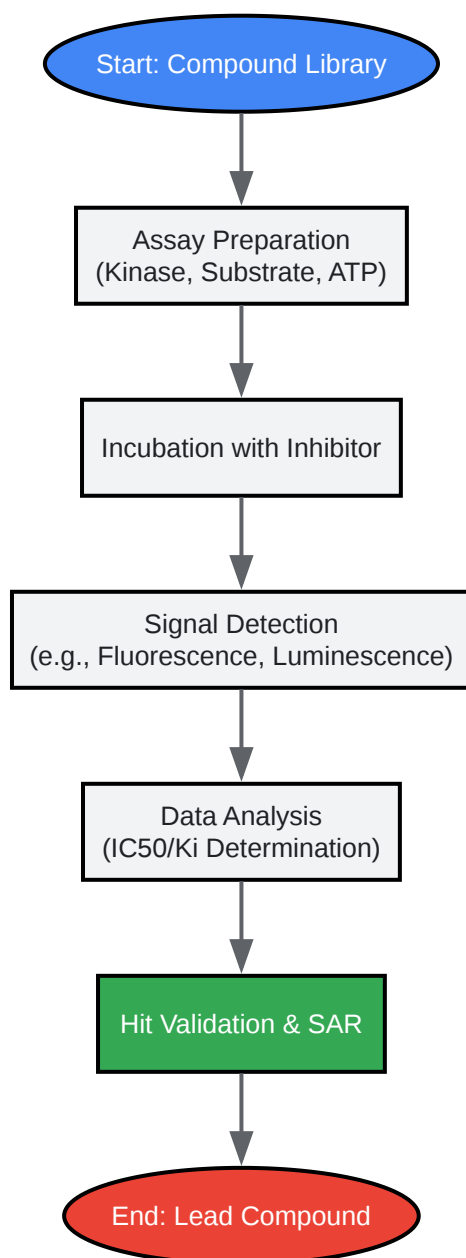 Start: Compound Library
Assay Preparation
(Kinase, Substrate, ATP)
Incubation with Inhibitor
Signal Detection
(e.g., Fluorescence, Luminescence)
Data Analysis
(IC50/Ki Determination)
Hit Validation & SAR
End: Lead Compound